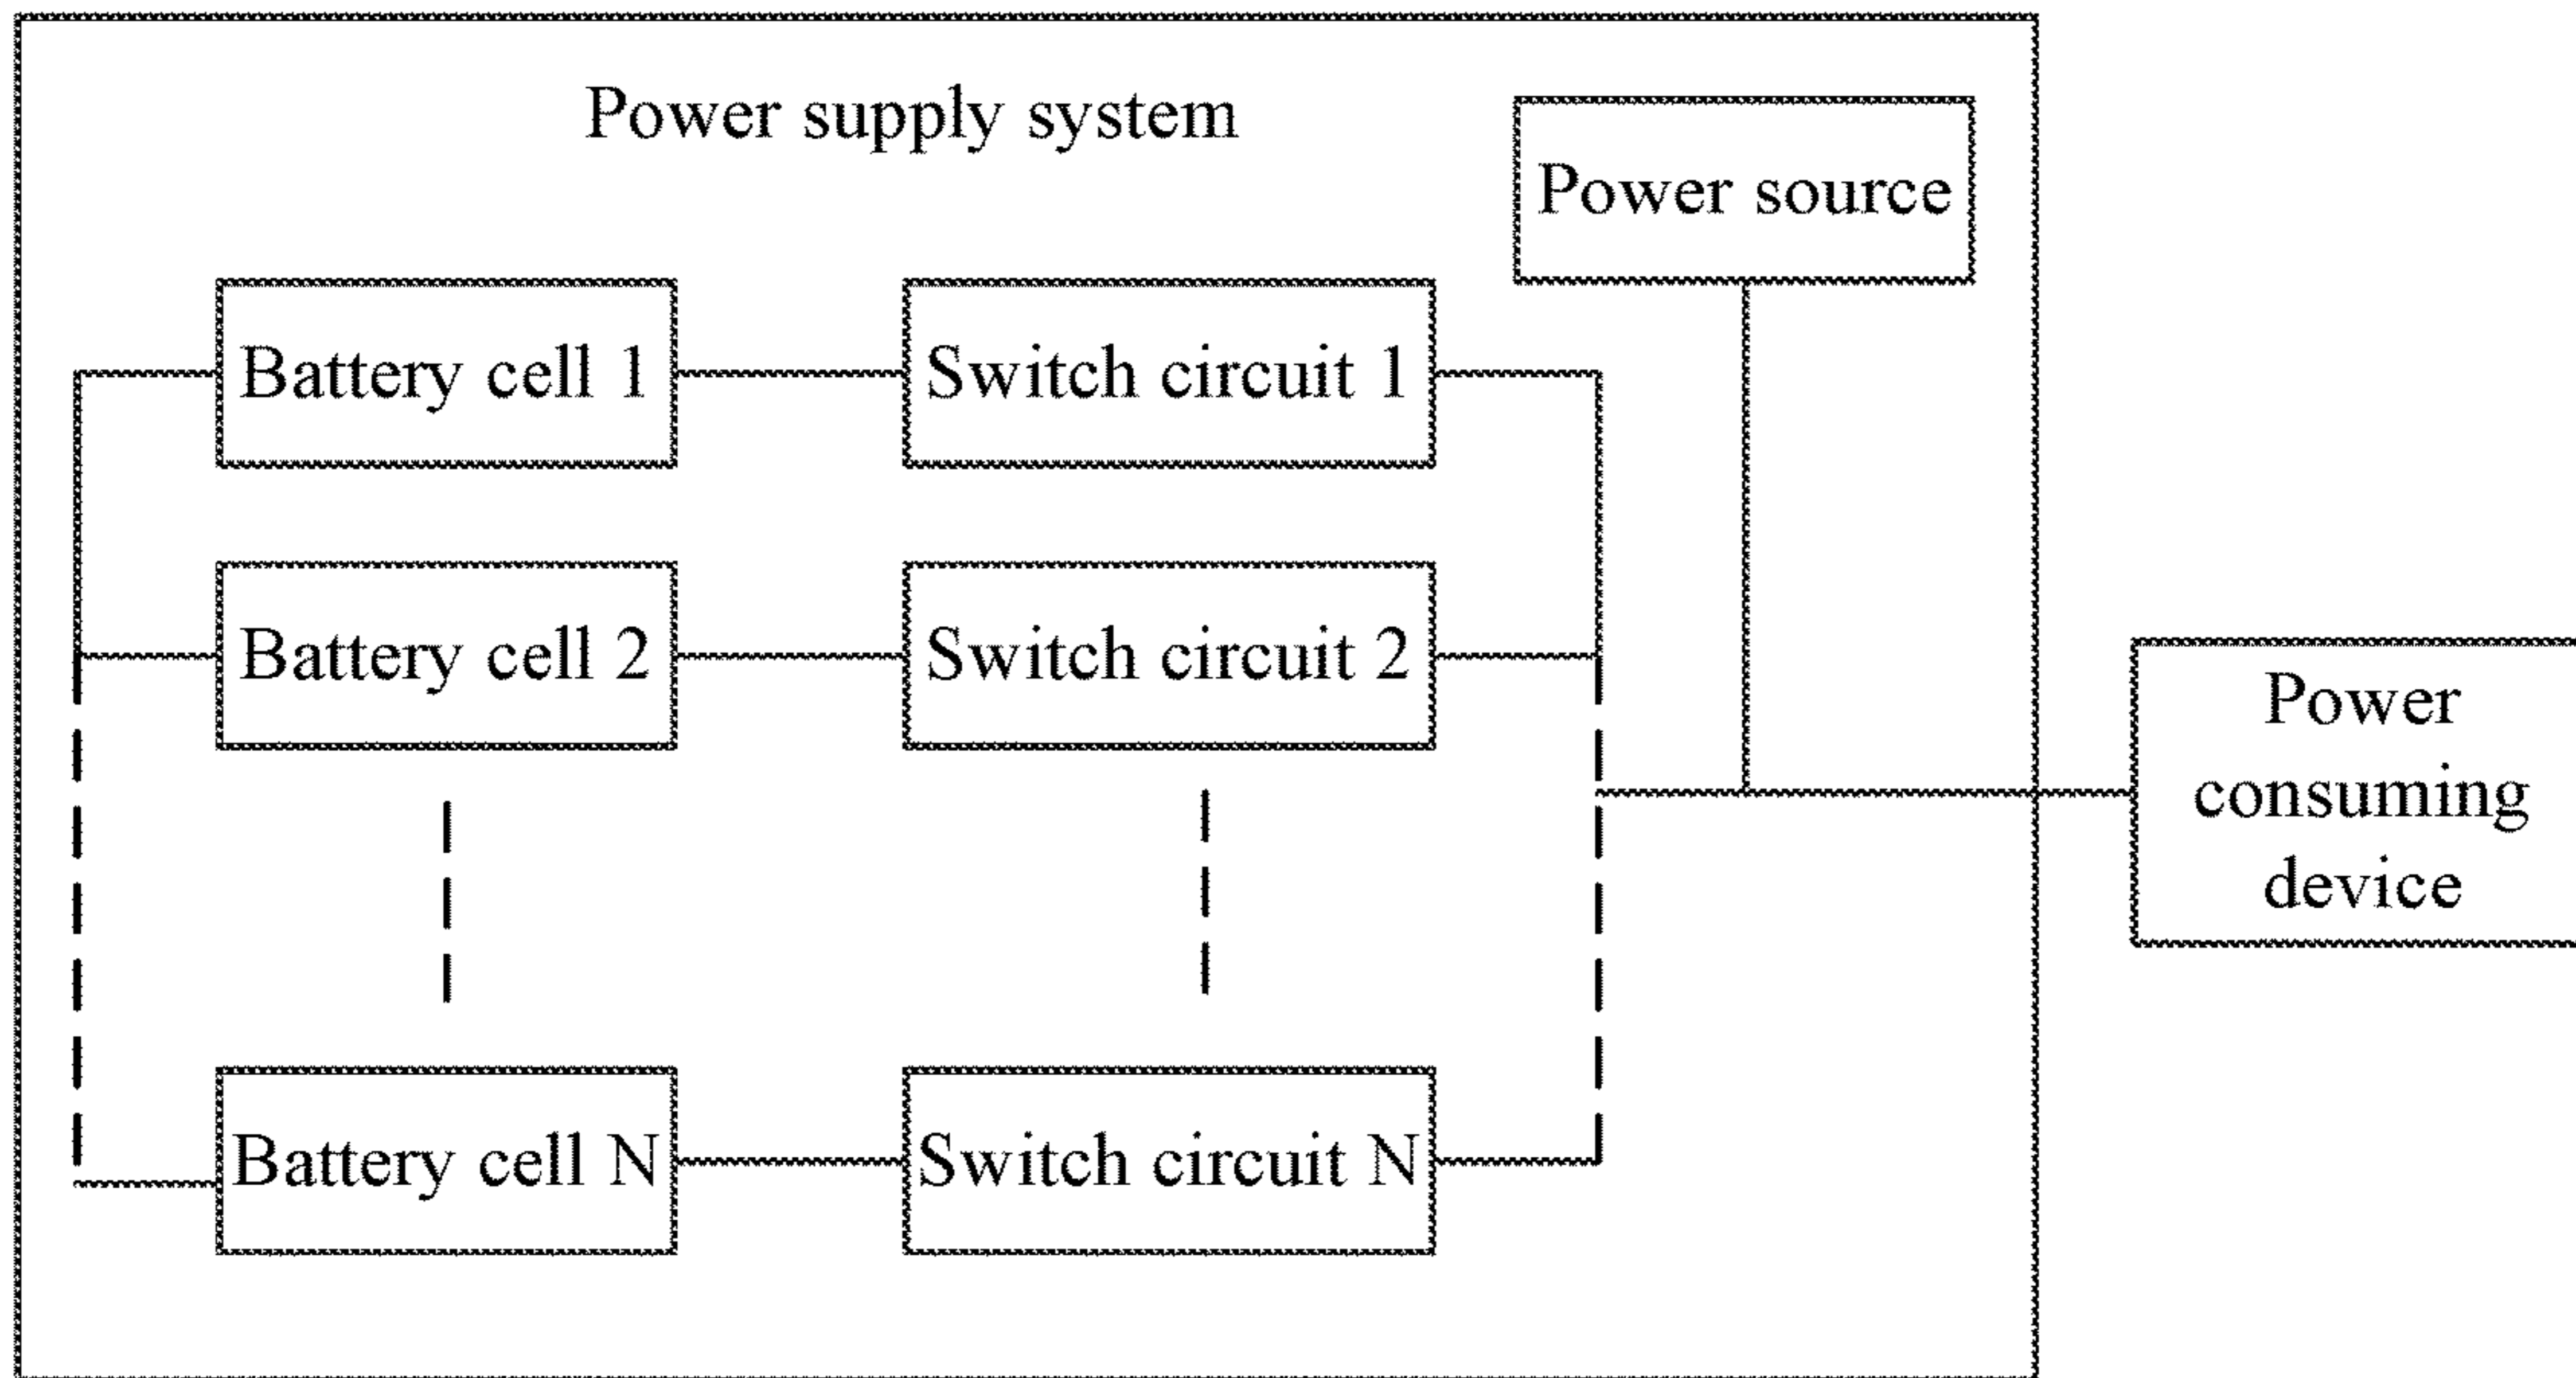 Power supply system
Power source
Battery cell 1
Switch circuit 1
Battery cell 2
Switch circuit 2
Power
consuming
device
Battery cell N
Switch circuit N